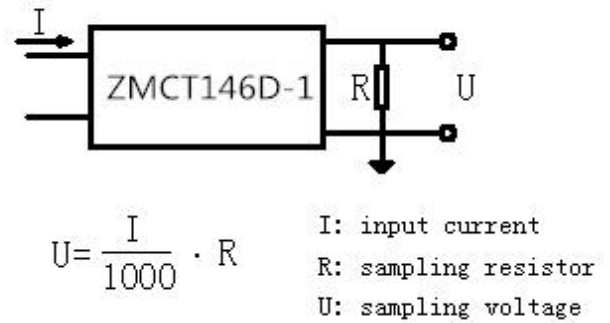 I
ZMCT146D-1
R
U
U=I/1000 · R
I: input current
R: sampling resistor
U: sampling voltage